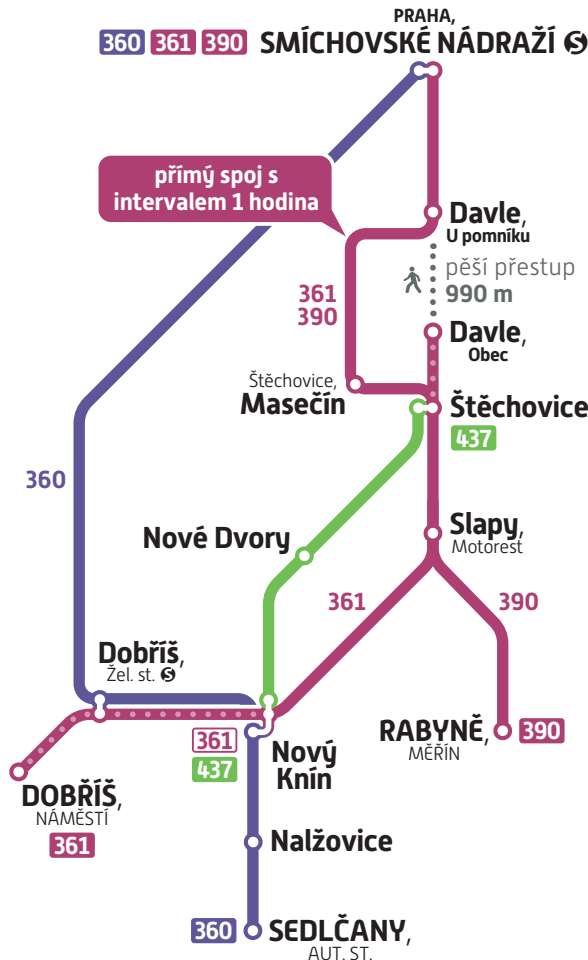 PRAHA,
360 361 390 SMÍCHOVSKÉ NÁDRAŽÍ S
přímý spoj s
intervalem 1 hodina
Davle,
U pomníku
pěší přestup
990 m
361
390
Davle,
Obec
Štěchovice,
Masečín
Štěchovice
437
360
Nové Dvory
Slapy,
Motorest
361
390
Dobříš,
Žel. st. S
361
437
Nový
Knín
RABYNĚ, 390
MĚŘÍN
DOBŘÍŠ,
NÁMĚSTÍ
361
Nalžovice
360 SEDLČANY,
AUT. ST.